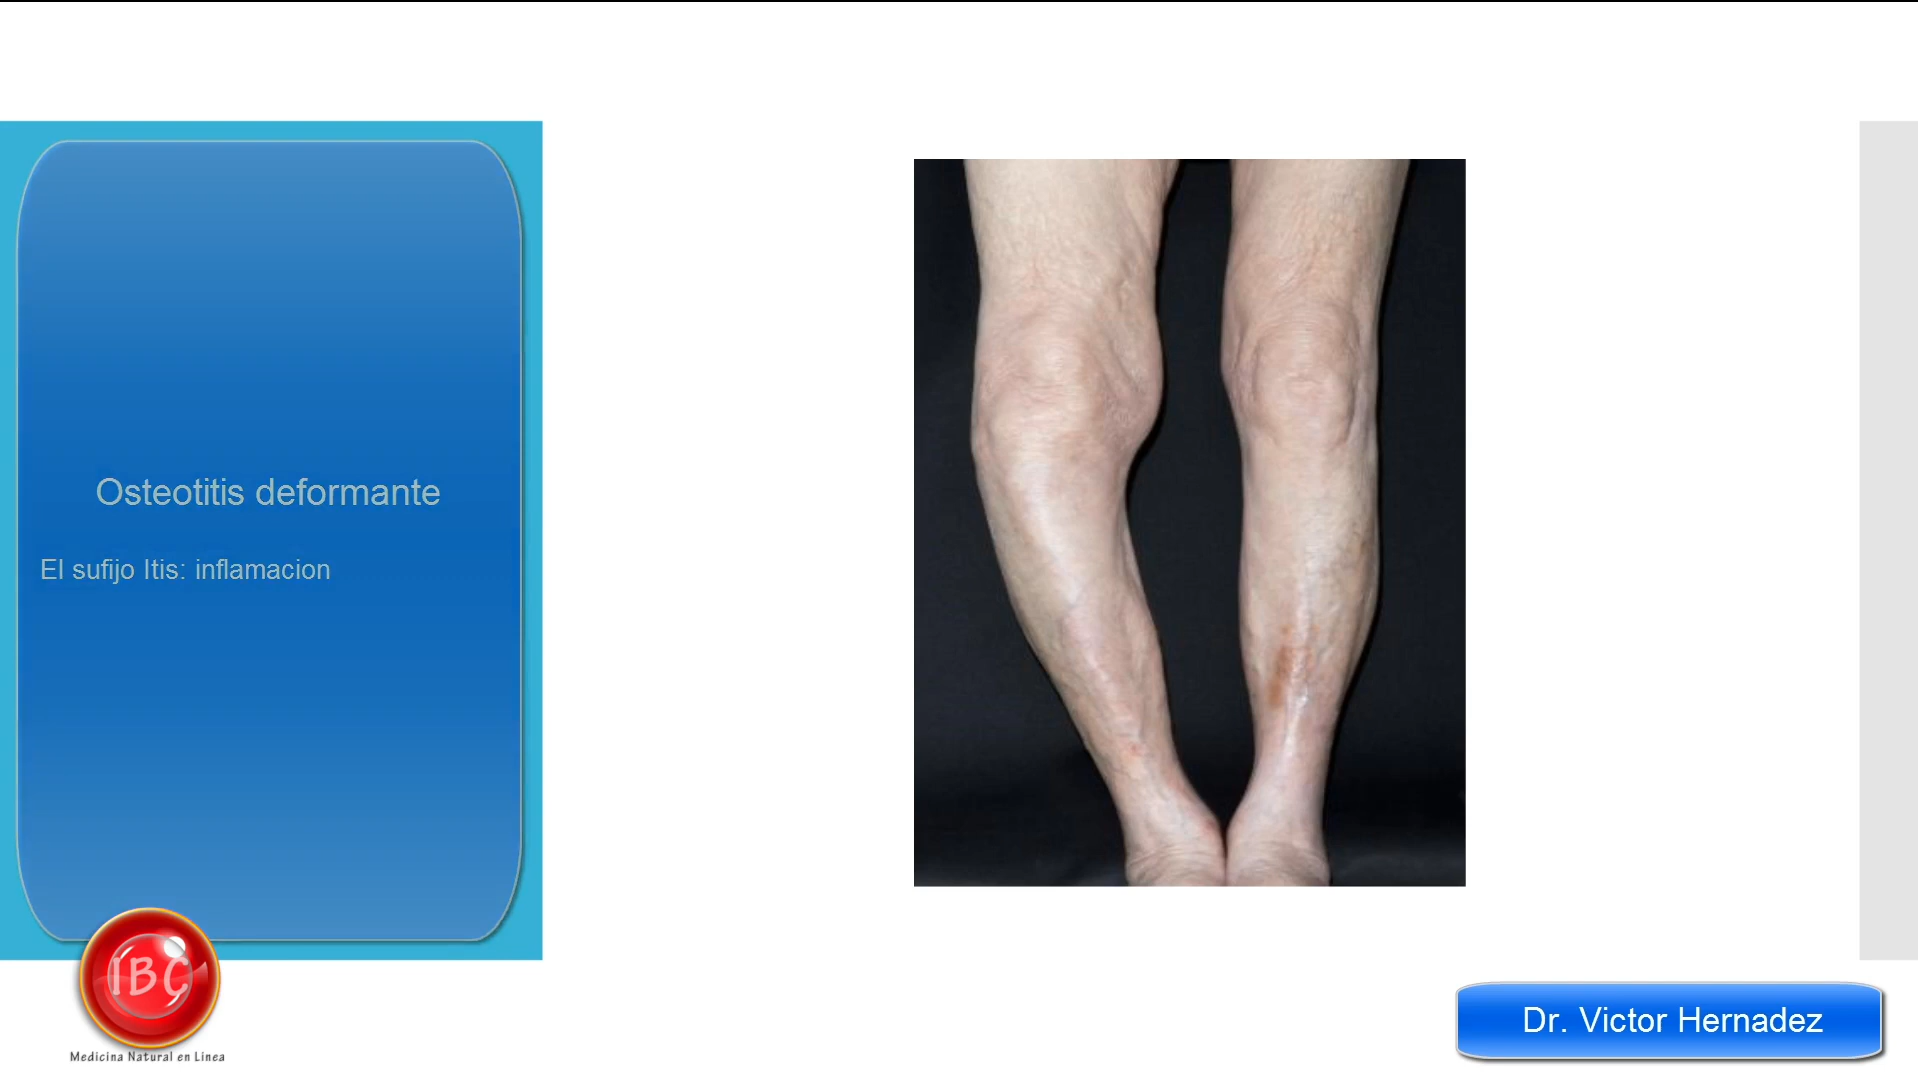 Osteotitis deformante
El sufijo Itis: inflamacion
IBC
Medicina Natural en Linea
Dr. Victor Hernadez